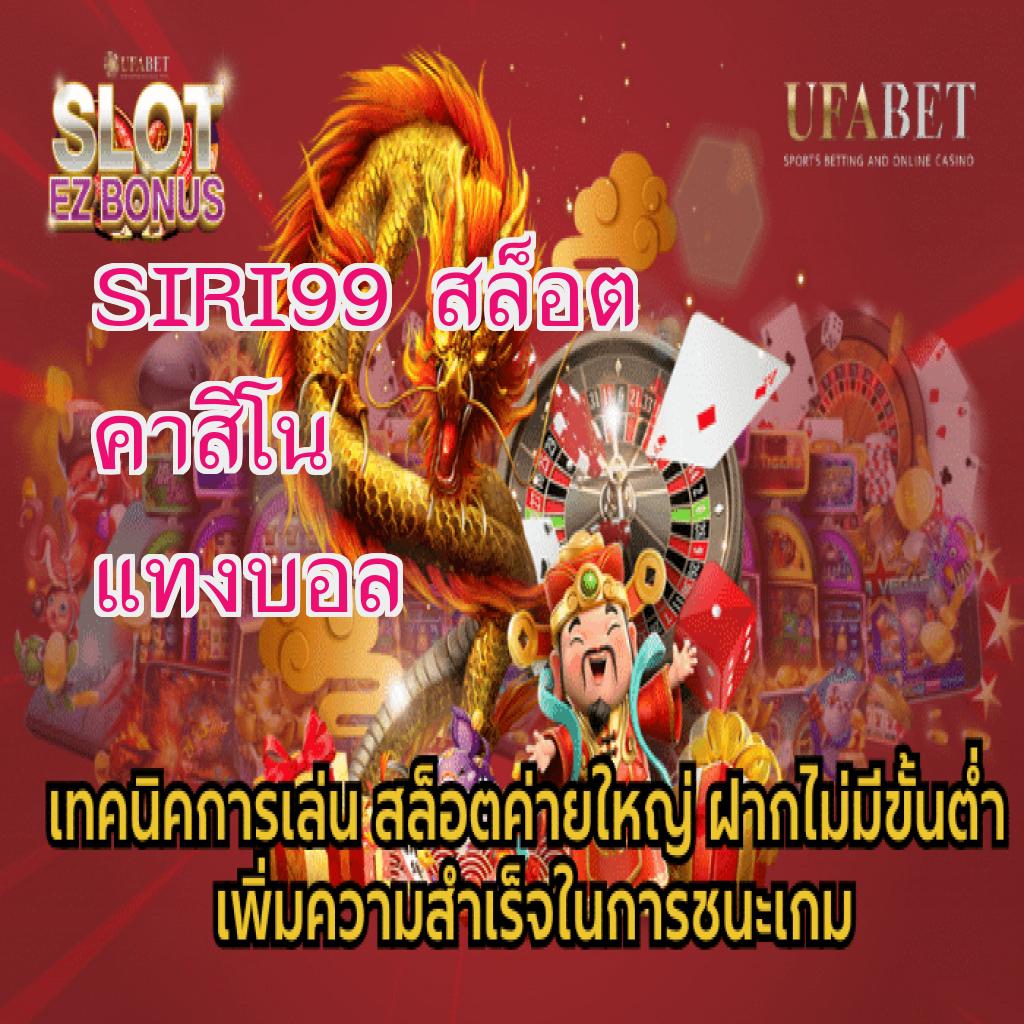 UFABET
SLOT
EZ BONUS
UFABET
SPORTS BETTING AND ONLINE CASINO
SIRI99 สล็อต
คาสิโน
แทงบอล
เทคนิคการเล่น สล็อตค่ายใหญ่ ฝากไม่มีขั้นต่ำ
เพิ่มความสำเร็จในการชนะเกม